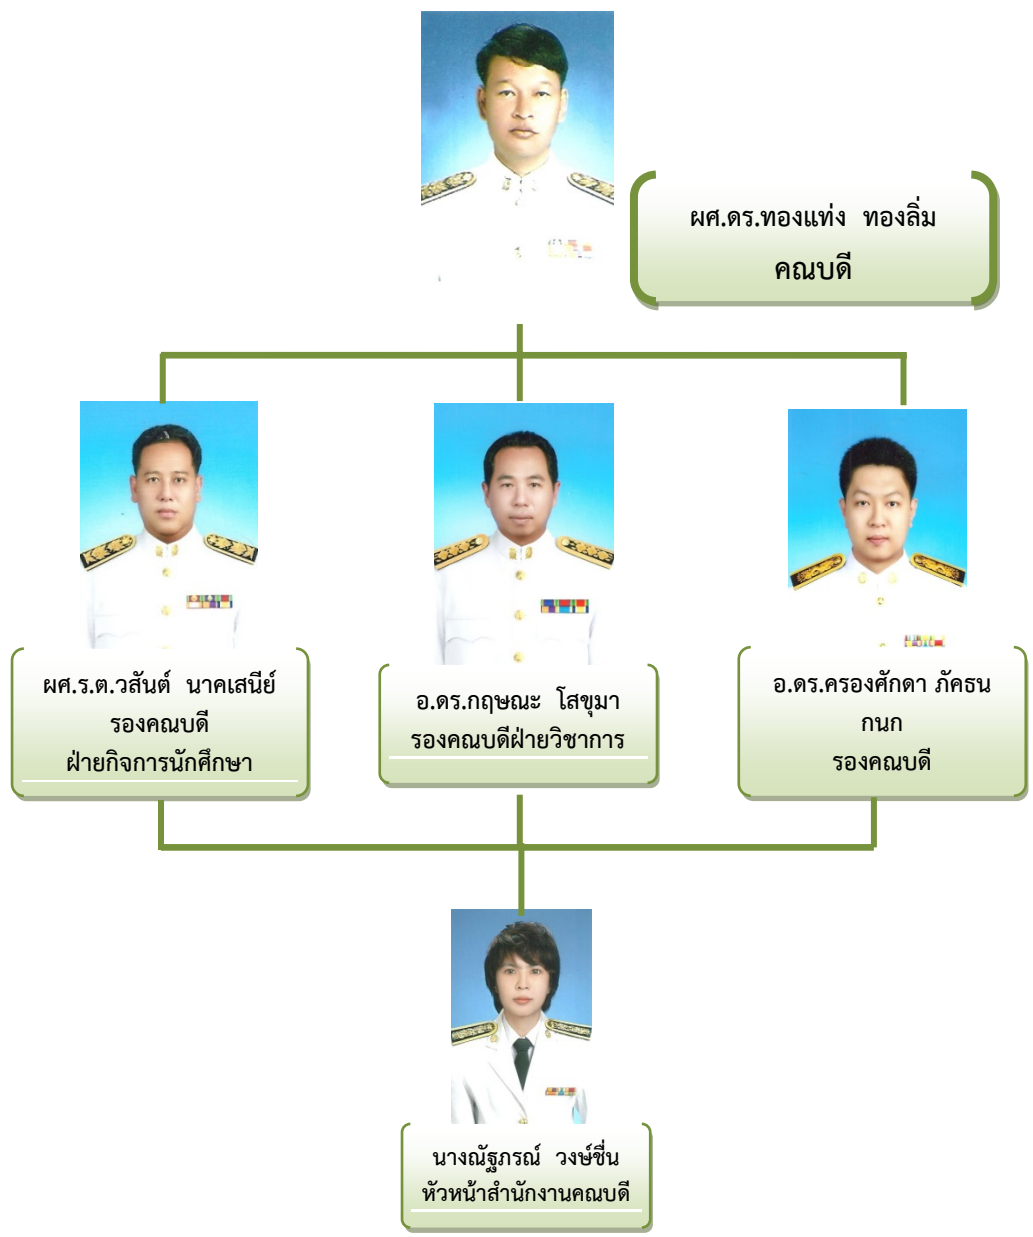 ผศ.ดร.ทองแท่ง ทองลิ่ม
คณบดี
ผศ.ร.ต.วสันต์ นาคเสนีย์
รองคณบดี
ฝ่ายกิจการนักศึกษา
อ.ดร.กฤษณะ โสขุมา
รองคณบดีฝ่ายวิชาการ
อ.ดร.ครองศักดา ภัคธน
กนก
รองคณบดี
นางณัฐภรณ์ วงษ์ชื่น
หัวหน้าสำนักงานคณบดี